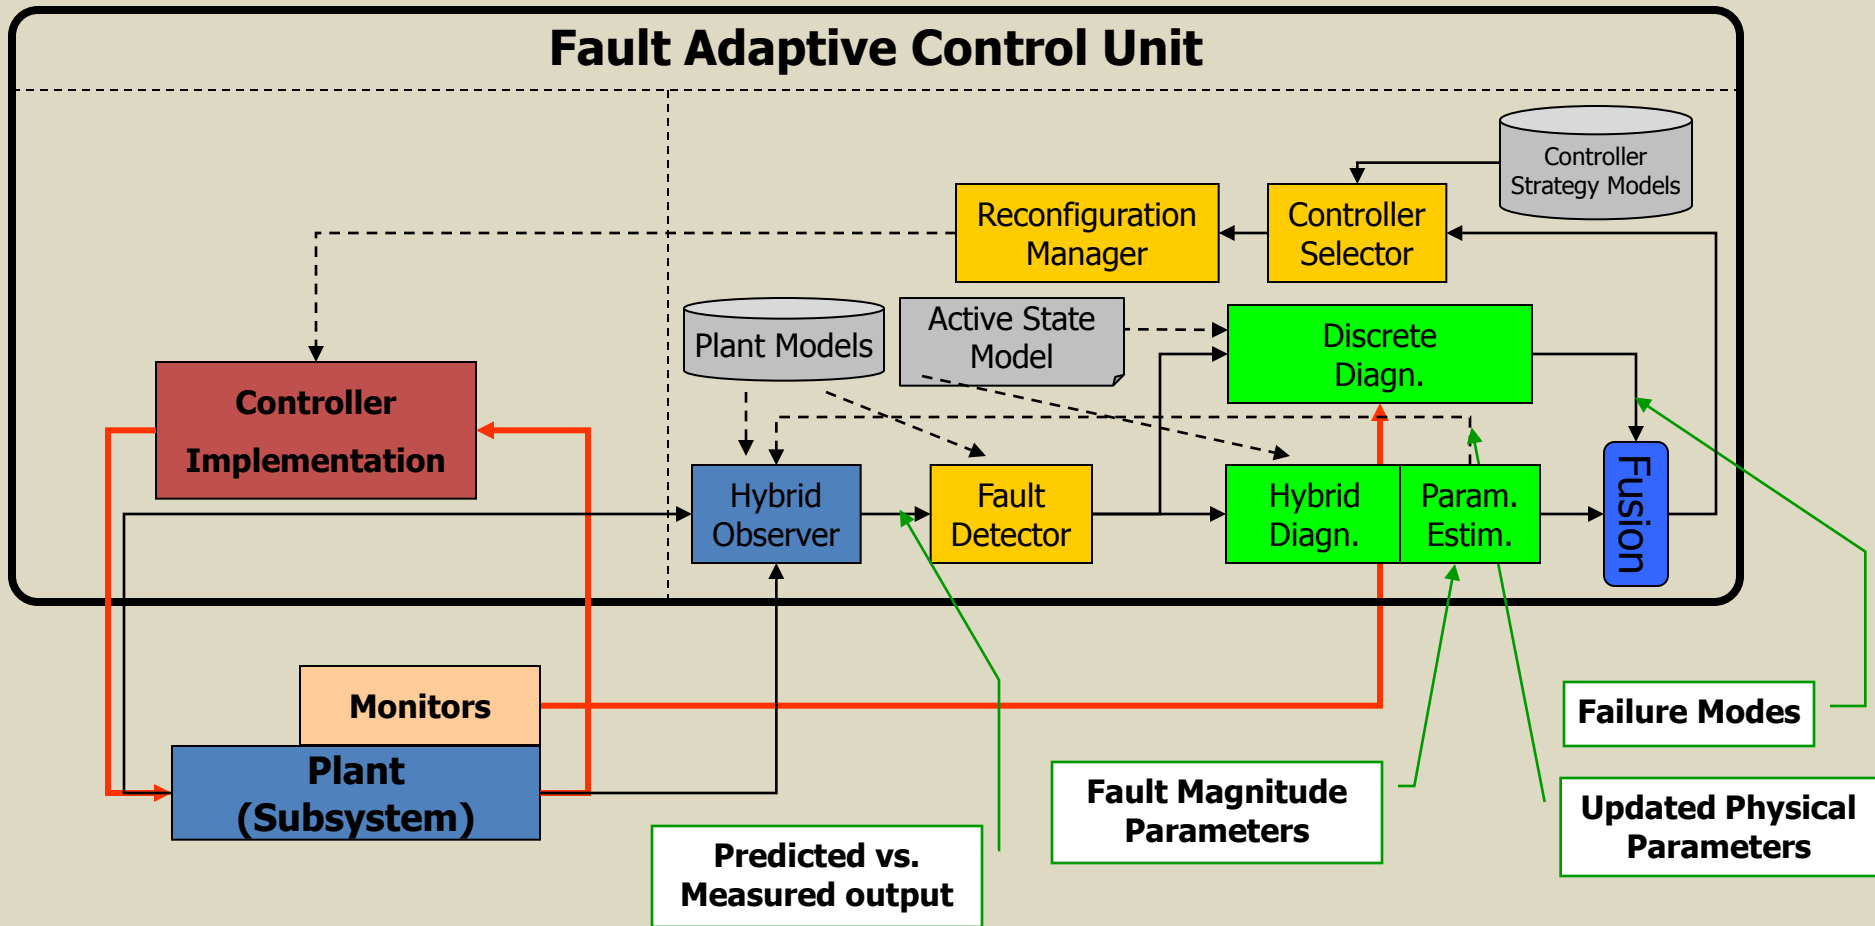 Fault Adaptive Control Unit
Controller
Strategy Models
Reconfiguration
Manager
Controller
Selector
Plant Models
Active State
Model
Discrete
Diagn.
Controller
Implementation
Hybrid
Observer
Fault
Detector
Hybrid
Diagn.
Param.
Estim.
Fusion
Monitors
Plant
(Subsystem)
Failure Modes
Fault Magnitude
Parameters
Updated Physical
Parameters
Predicted vs.
Measured output